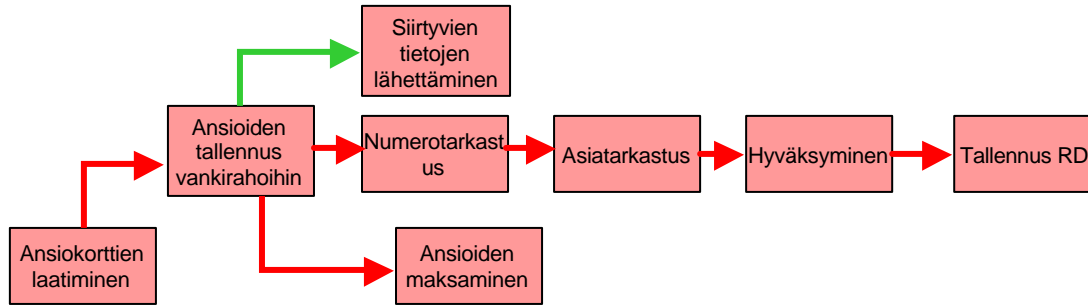 Siirtyvien
tietojen
lähettäminen
Ansioiden
tallennus
vankirahoihin
Numerotarkast
us
Asiatarkastus
Hyväksyminen
Tallennus RD
Ansiokorttien
laatiminen
Ansioiden
maksaminen